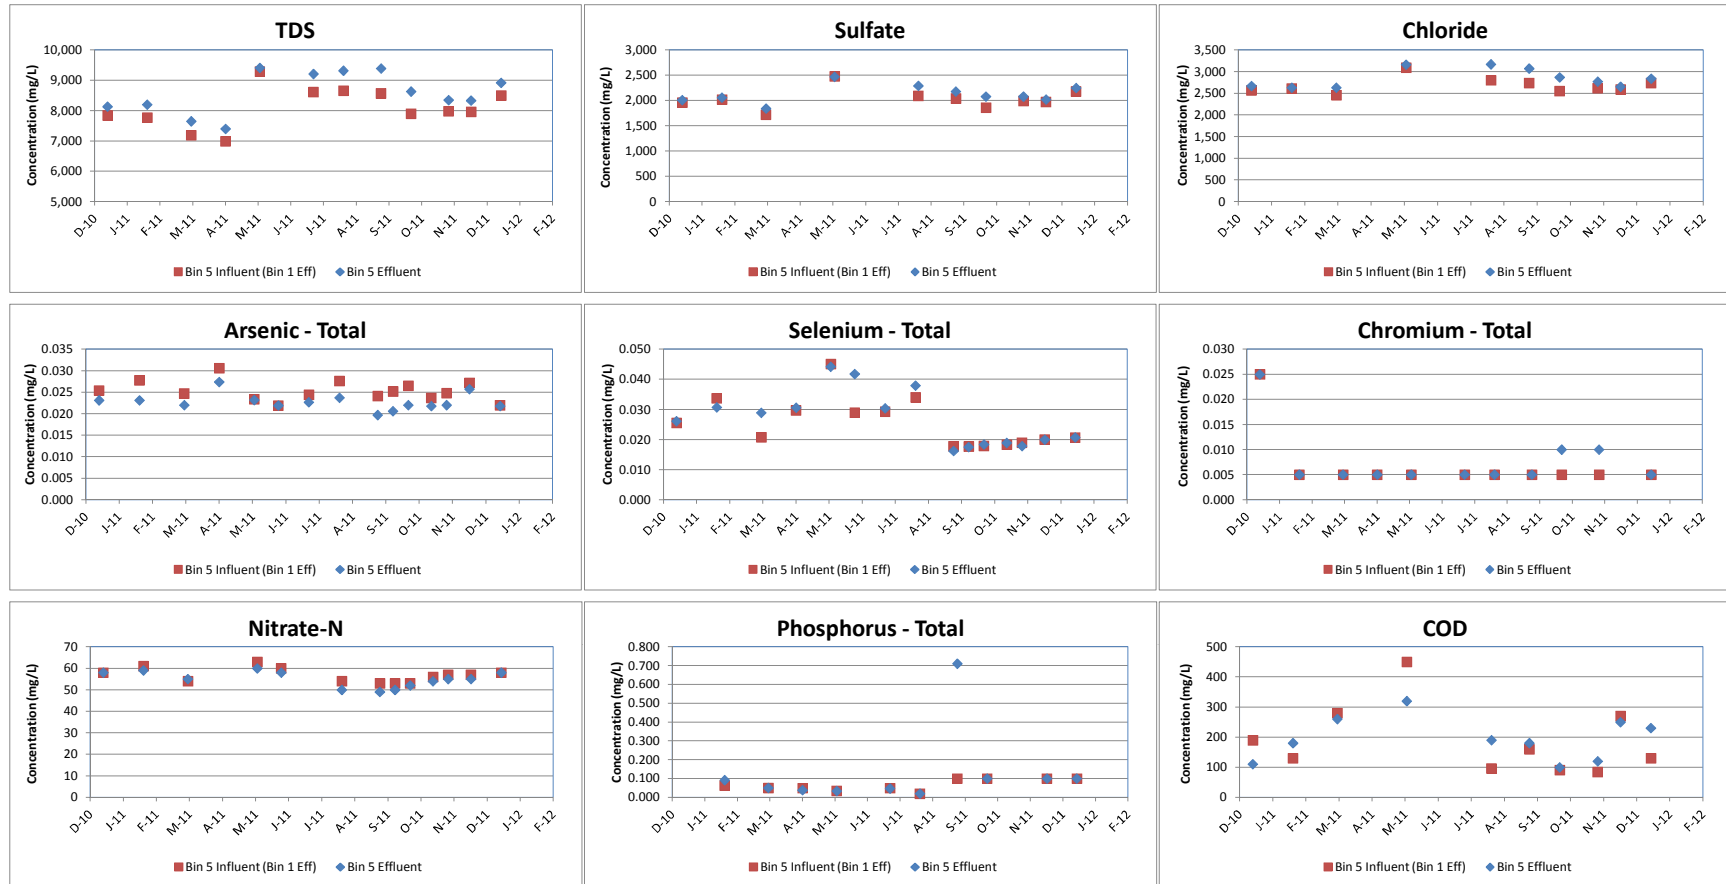 TDS
Concentration (mg/L)
10,000
9,000
8,000
7,000
6,000
5,000
D-10 J-11 F-11 M-11 A-11 M-11 J-11 J-11 A-11 S-11 O-11 N-11 D-11 J-12 F-12
Bin 5 Influent (Bin 1 Eff) Bin 5 Effluent
Sulfate
Concentration (mg/L)
3,000
2,500
2,000
1,500
1,000
500
0
D-10 J-11 F-11 M-11 A-11 M-11 J-11 J-11 A-11 S-11 O-11 N-11 D-11 J-12 F-12
Bin 5 Influent (Bin 1 Eff) Bin 5 Effluent
Chloride
Concentration (mg/L)
3,500
3,000
2,500
2,000
1,500
1,000
500
0
D-10 J-11 F-11 M-11 A-11 M-11 J-11 J-11 A-11 S-11 O-11 N-11 D-11 J-12 F-12
Bin 5 Influent (Bin 1 Eff) Bin 5 Effluent
Arsenic - Total
Concentration (mg/L)
0.035
0.030
0.025
0.020
0.015
0.010
0.005
0.000
D-10 J-11 F-11 M-11 A-11 M-11 J-11 J-11 A-11 S-11 O-11 N-11 D-11 J-12 F-12
Bin 5 Influent (Bin 1 Eff) Bin 5 Effluent
Selenium - Total
Concentration (mg/L)
0.050
0.040
0.030
0.020
0.010
0.000
D-10 J-11 F-11 M-11 A-11 M-11 J-11 J-11 A-11 S-11 O-11 N-11 D-11 J-12 F-12
Bin 5 Influent (Bin 1 Eff) Bin 5 Effluent
Chromium - Total
Concentration (mg/L)
0.030
0.025
0.020
0.015
0.010
0.005
0.000
D-10 J-11 F-11 M-11 A-11 M-11 J-11 J-11 A-11 S-11 O-11 N-11 D-11 J-12 F-12
Bin 5 Influent (Bin 1 Eff) Bin 5 Effluent
Nitrate-N
Concentration (mg/L)
70
60
50
40
30
20
10
0
D-10 J-11 F-11 M-11 A-11 M-11 J-11 J-11 A-11 S-11 O-11 N-11 D-11 J-12 F-12
Bin 5 Influent (Bin 1 Eff) Bin 5 Effluent
Phosphorus - Total
Concentration (mg/L)
0.800
0.700
0.600
0.500
0.400
0.300
0.200
0.100
0.000
D-10 J-11 F-11 M-11 A-11 M-11 J-11 J-11 A-11 S-11 O-11 N-11 D-11 J-12 F-12
Bin 5 Influent (Bin 1 Eff) Bin 5 Effluent
COD
Concentration (mg/L)
500
400
300
200
100
0
D-10 J-11 F-11 M-11 A-11 M-11 J-11 J-11 A-11 S-11 O-11 N-11 D-11 J-12 F-12
Bin 5 Influent (Bin 1 Eff) Bin 5 Effluent